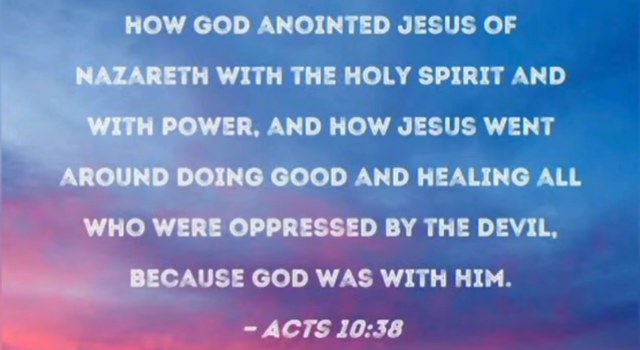 HOW GOD ANOINTED JESUS OF
NAZARETH WITH THE HOLY SPIRIT AND
WITH POWER, AND HOW JESUS WENT
AROUND DOING GOOD AND HEALING ALL
WHO WERE OPPRESSED BY THE DEVIL,
BECAUSE GOD WAS WITH HIM.
- ACTS 10:38